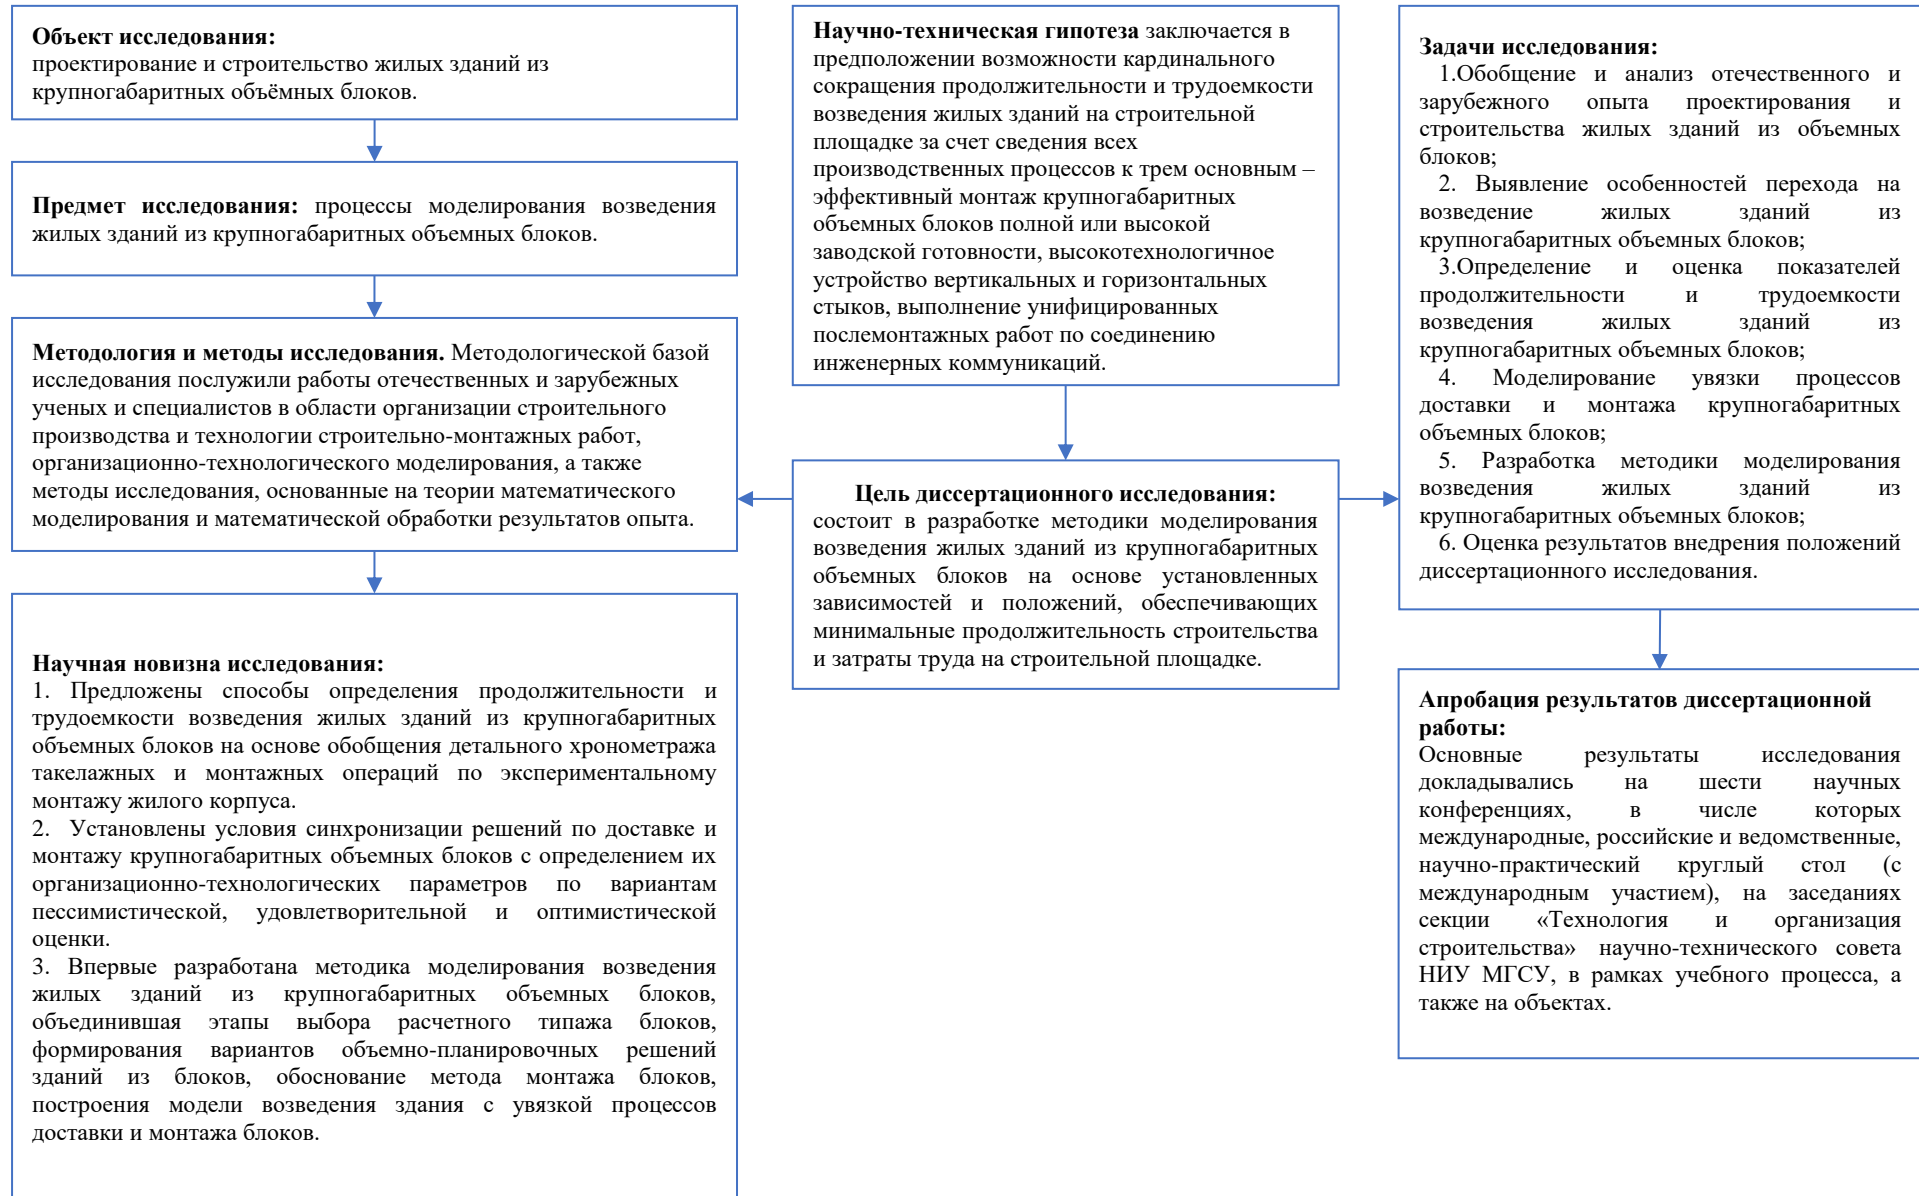 Объект исследования:
проектирование и строительство жилых зданий из
крупногабаритных объёмных блоков.
Предмет исследования: процессы моделирования возведения
жилых зданий из крупногабаритных объемных блоков.
Методология и методы исследования. Методологической базой
исследования послужили работы отечественных и зарубежных
ученых и специалистов в области организации строительного
производства и технологии строительно-монтажных работ,
организационно-технологического моделирования, а также
методы исследования, основанные на теории математического
моделирования и математической обработки результатов опыта.
Научная новизна исследования:
1. Предложены способы определения продолжительности и
трудоемкости возведения жилых зданий из крупногабаритных
объемных блоков на основе обобщения детального хронометража
такелажных и монтажных операций по экспериментальному
монтажу жилого корпуса.
2. Установлены условия синхронизации решений по доставке и
монтажу крупногабаритных объемных блоков с определением их
организационно-технологических параметров по вариантам
пессимистической, удовлетворительной и оптимистической
оценки.
3. Впервые разработана методика моделирования возведения
жилых зданий из крупногабаритных объемных блоков,
объединившая этапы выбора расчетного типажа блоков,
формирования вариантов объемно-планировочных решений
зданий из блоков, обоснование метода монтажа блоков,
построения модели возведения здания с увязкой процессов
доставки и монтажа блоков.
Научно-техническая гипотеза заключается в
предположении возможности кардинального
сокращения продолжительности и трудоемкости
возведения жилых зданий на строительной
площадке за счет сведения всех
производственных процессов к трем основным –
эффективный монтаж крупногабаритных
объемных блоков полной или высокой
заводской готовности, высокотехнологичное
устройство вертикальных и горизонтальных
стыков, выполнение унифицированных
послемонтажных работ по соединению
инженерных коммуникаций.
Цель диссертационного исследования:
состоит в разработке методики моделирования
возведения жилых зданий из крупногабаритных
объемных блоков на основе установленных
зависимостей и положений, обеспечивающих
минимальные продолжительность строительства
и затраты труда на строительной площадке.
Задачи исследования:
1.Обобщение и анализ отечественного и
зарубежного опыта проектирования и
строительства жилых зданий из объемных
блоков;
2. Выявление особенностей перехода на
возведение жилых зданий из
крупногабаритных объемных блоков;
3.Определение и оценка показателей
продолжительности и трудоемкости
возведения жилых зданий из
крупногабаритных объемных блоков;
4. Моделирование увязки процессов
доставки и монтажа крупногабаритных
объемных блоков;
5. Разработка методики моделирования
возведения жилых зданий из
крупногабаритных объемных блоков;
6. Оценка результатов внедрения положений
диссертационного исследования.
Апробация результатов диссертационной
работы:
Основные результаты исследования
докладывались на шести научных
конференциях, в числе которых
международные, российские и ведомственные,
научно-практический круглый стол (с
международным участием), на заседаниях
секции «Технология и организация
строительства» научно-технического совета
НИУ МГСУ, в рамках учебного процесса, а
также на объектах.